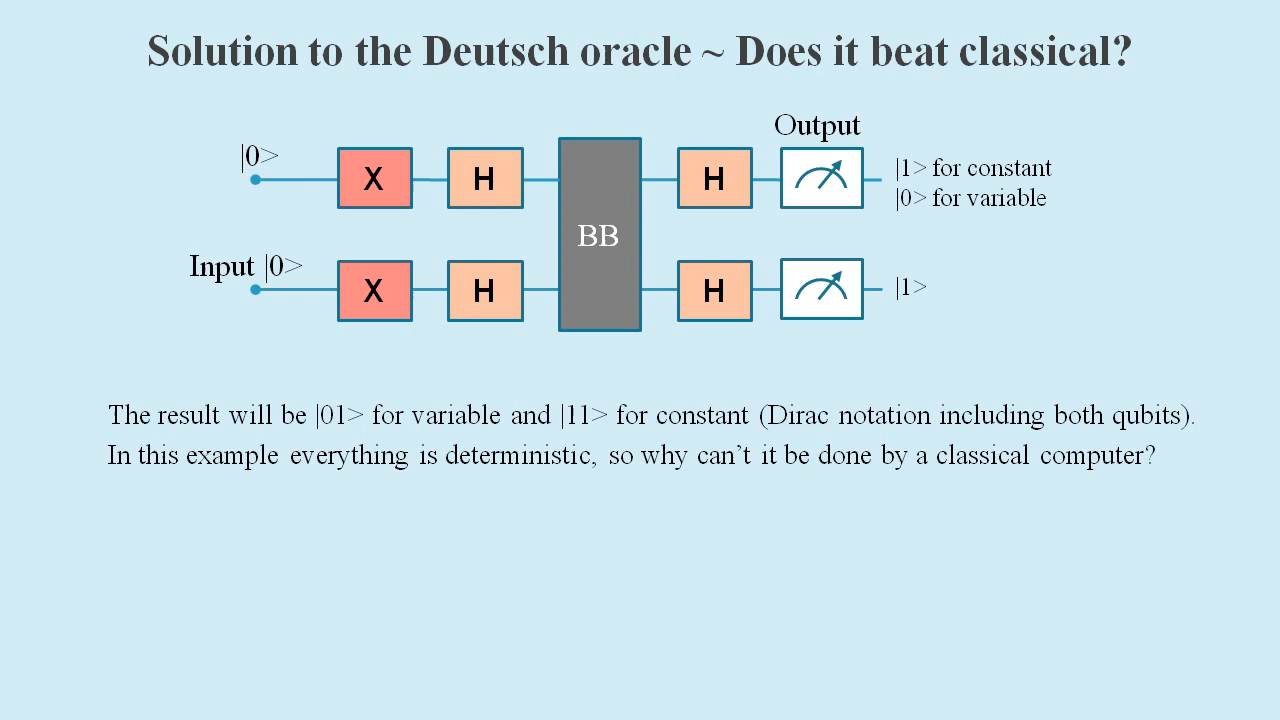 Solution to the Deutsch oracle ~ Does it beat classical?
Output
|0>
X
H
BB
H
|1> for constant
|0> for variable
Input |0>
X
H
H
|1>
The result will be |01> for variable and |11> for constant (Dirac notation including both qubits).
In this example everything is deterministic, so why can’t it be done by a classical computer?